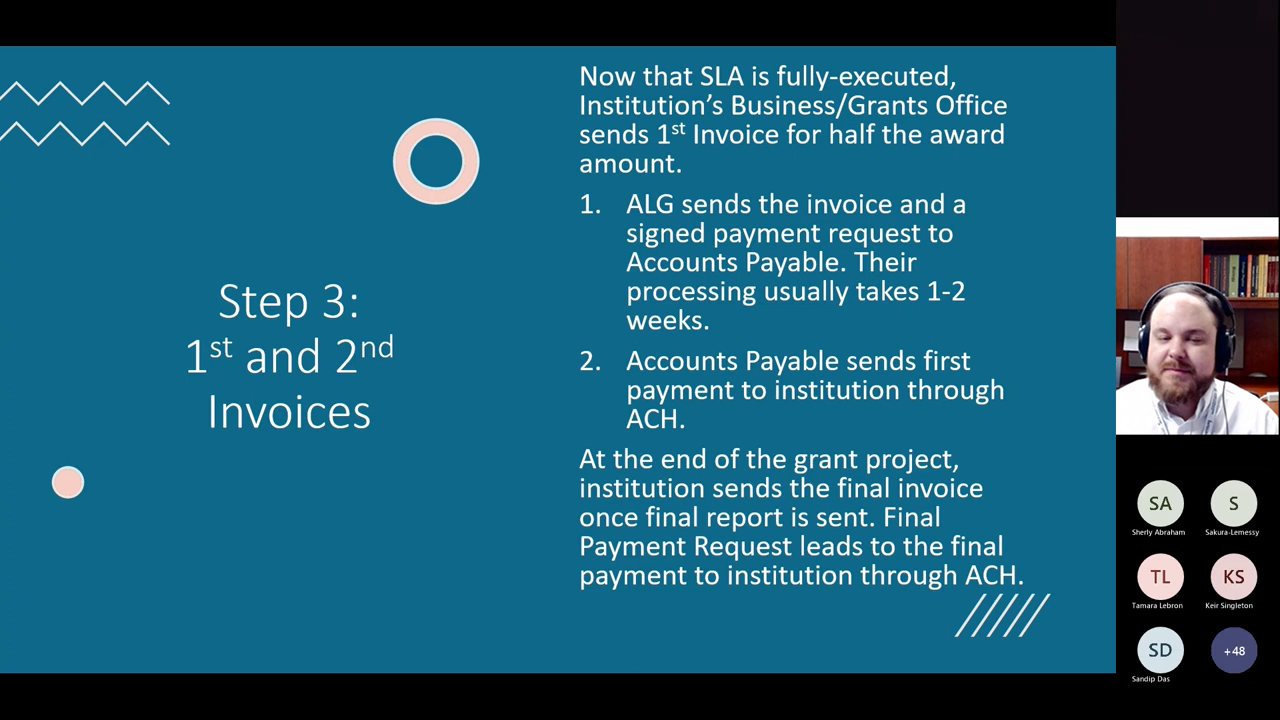 Step 3:
1st and 2nd
Invoices
Now that SLA is fully-executed,
Institution's Business/Grants Office
sends 1st Invoice for half the award
amount.
1. ALG sends the invoice and a
signed payment request to
Accounts Payable. Their
processing usually takes 1-2
weeks.
2. Accounts Payable sends first
payment to institution through
ACH.
At the end of the grant project,
institution sends the final invoice
once final report is sent. Final
Payment Request leads to the final
payment to institution through ACH.
SA
Sherly Abraham
S
Sakura-Lemessy
TL
Tamara Lebron
KS
Keir Singleton
SD
Sandip Das
+48